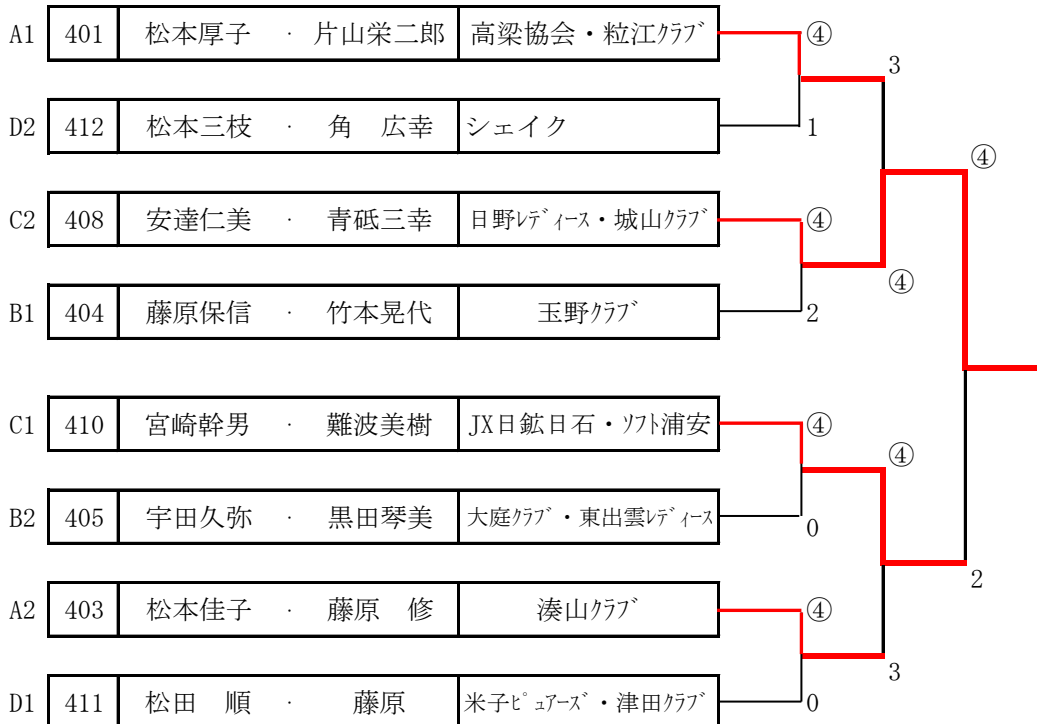 A1 401 松本厚子 · 片山栄二郎 高梁協会・粒江ｸﾗﾌﾞ ④
3
D2 412 松本三枝 · 角 広幸 シェイク 1
④
C2 408 安達仁美 · 青砥三幸 日野ﾚﾃﾞｨｰｽ・城山ｸﾗﾌﾞ ④
④
B1 404 藤原保信 · 竹本晃代 玉野ｸﾗﾌﾞ 2
C1 410 宮崎幹男 · 難波美樹 JX日鉱日石・ｿﾌﾄ浦安 ④
④
B2 405 宇田久弥 · 黒田琴美 大庭ｸﾗﾌﾞ・東出雲ﾚﾃﾞｨｰｽ 0
2
A2 403 松本佳子 · 藤原 修 湊山ｸﾗﾌﾞ ④
3
D1 411 松田 順 · 藤原 米子ﾋﾟｭｱｰｽﾞ・津田ｸﾗﾌﾞ 0